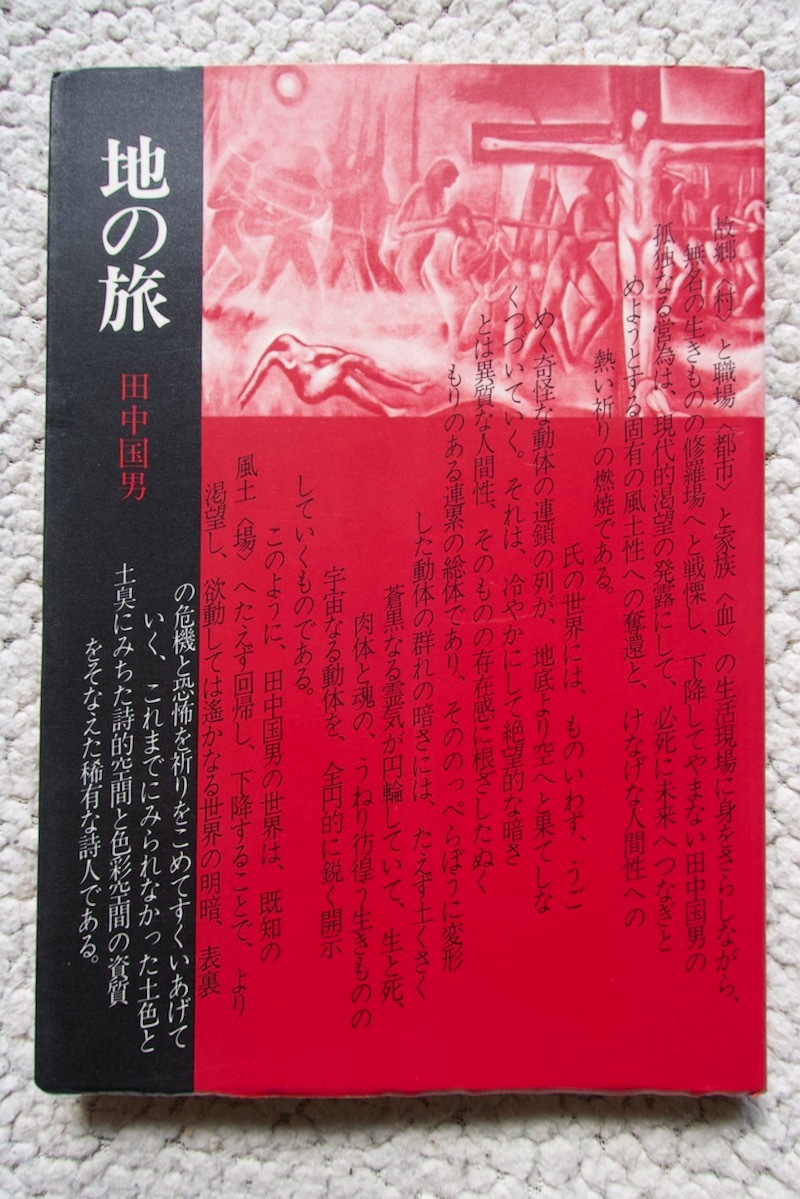 地の旅
田中国男
故郷〈村〉と職場〈都市〉と家族〈血〉の生活現場に身をさらしながら、
無名の生きものの修羅場へと戦慄し、下降してやまない田中国男の
孤独なる営為は、現代的渇望の発露にして、必死に未来へつなぎと
めようとする固有の風土性への奪還と、けなげな人間性への
熱い祈りの燃焼である。
氏の世界には、ものいわず、うご
めく奇怪な動体の連鎖の列が、地底より空へと果てしな
くつづいていく。それは、冷ややかにして絶望的な暗さ
とは異質な人間性、そのものの存在感に根ざしたぬく
もりのある連累の総体であり、そののっぺらぼうに変形
した動体の群れの暗さには、たえず土くさく
蒼黒なる霊気が円輪していて、生と死、
肉体と魂の、うねり彷徨う生きものの
宇宙なる動体を、全円的に鋭く開示
していくものである。
このように、田中国男の世界は、既知の
風土〈場〉へたえず回帰し、下降することで、より
渇望し、欲動しては遙かなる世界の明暗、表裏
の危機と恐怖を祈りをこめてすくいあげて
いく、これまでにみられなかった土色と
土臭にみちた詩的空間と色彩空間の資質
をそなえた稀有な詩人である。